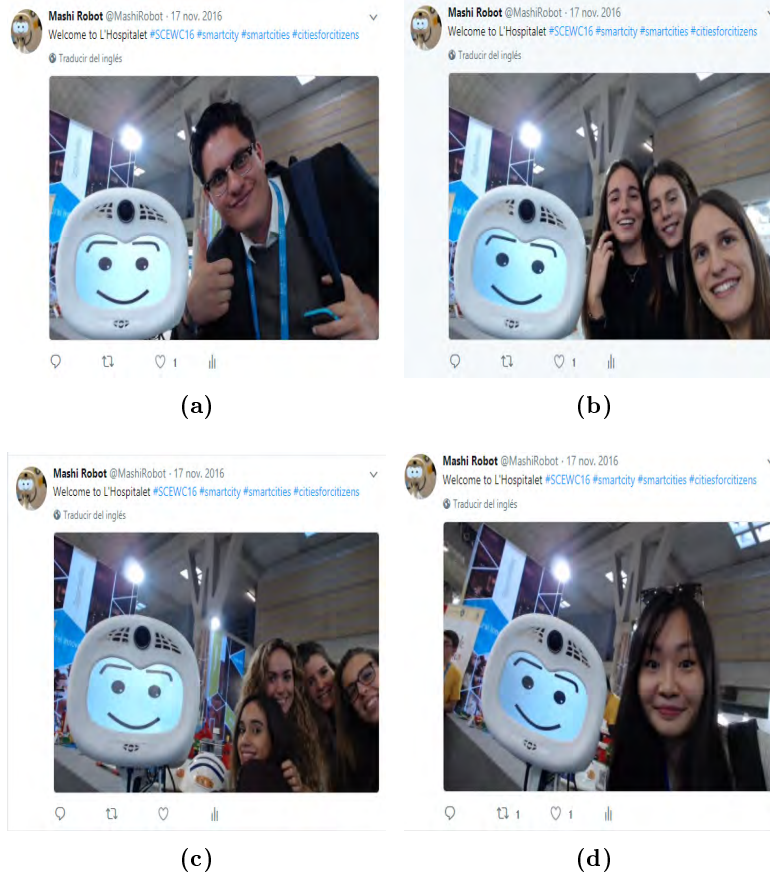 Mashi Robot @MashiRobot · 17 nov. 2016
Welcome to L'Hospitalet #SCEWC16 #smartcity #smartcities #citiesforcitizens
Traducir del inglés
1
(a)
Mashi Robot @MashiRobot · 17 nov. 2016
Welcome to L'Hospitalet #SCEWC16 #smartcity #smartcities #citiesforcitizens
Traducir del inglés
1
(b)
Mashi Robot @MashiRobot · 17 nov. 2016
Welcome to L'Hospitalet #SCEWC16 #smartcity #smartcities #citiesforcitizens
Traducir del inglés
(c)
Mashi Robot @MashiRobot · 17 nov. 2016
Welcome to L'Hospitalet #SCEWC16 #smartcity #smartcities #citiesforcitizens
Traducir del inglés
1 1
(d)